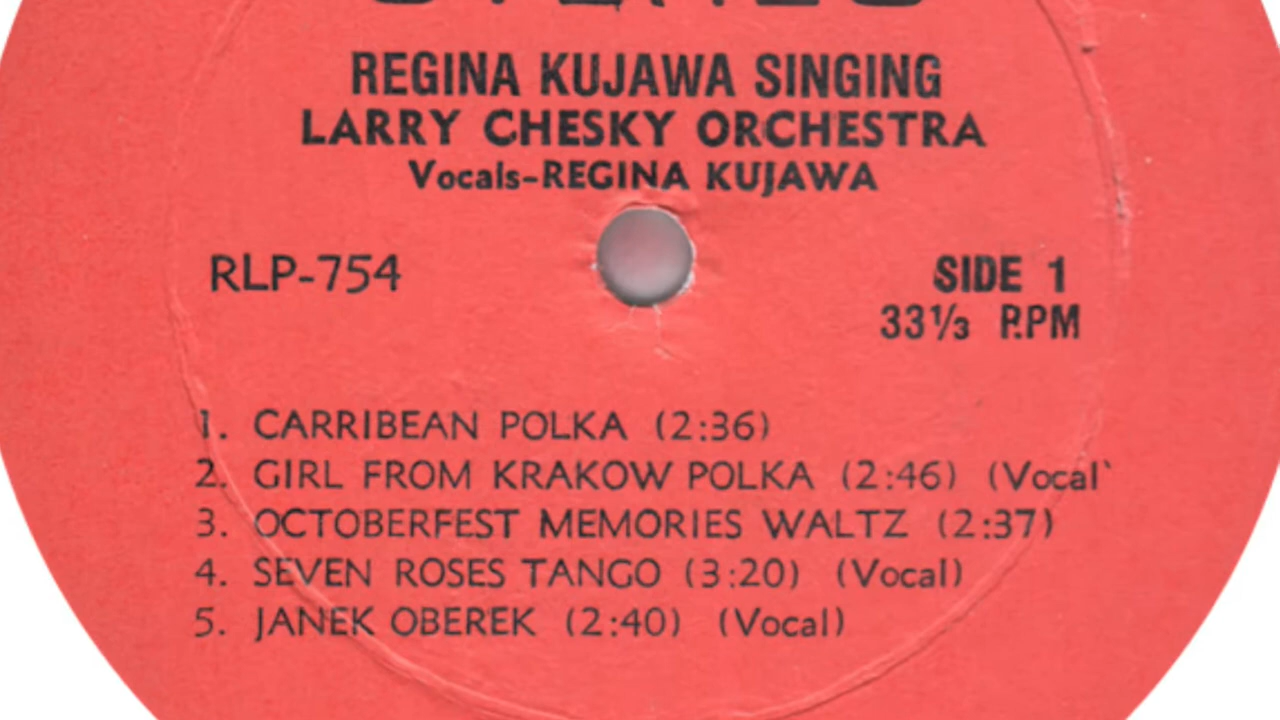 REGINA KUJAWA SINGING
LARRY CHESKY ORCHESTRA
Vocals-REGINA KUJAWA
RLP-754
SIDE 1
33⅓ RPM
1. CARRIBEAN POLKA (2:36)
2. GIRL FROM KRAKOW POLKA (2:46) (Vocal`
3. OCTOBERFEST MEMORIES WALTZ (2:37)
4. SEVEN ROSES TANGO (3:20) (Vocal)
5. JANEK OBEREK (2:40) (Vocal)